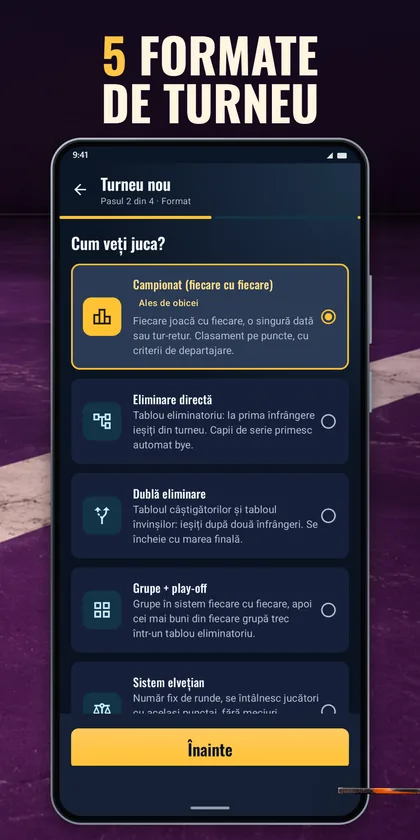 5 FORMATE
DE TURNEU
9:41
Turneu nou
Pasul 2 din 4 · Format
Cum veți juca?
Campionat (fiecare cu fiecare)
Ales de obicei
Fiecare joacă cu fiecare, o singură dată
sau tur-retur. Clasament pe puncte, cu
criterii de departajare.
Eliminare directă
Tablou eliminatoriu: la prima înfrângere
ieșiți din turneu. Capii de serie primesc
automat bye.
Dublă eliminare
Tabloul câștigătorilor și tabloul
învinșilor: ieșiți după două înfrângeri. Se
încheie cu marea finală.
Grupe + play-off
Grupe în sistem fiecare cu fiecare, apoi
cei mai buni din fiecare grupă trec
într-un tablou eliminatoriu.
Sistem elvețian
Număr fix de runde, se întâlnesc jucători
cu același punctaj, fără meciuri
Înainte